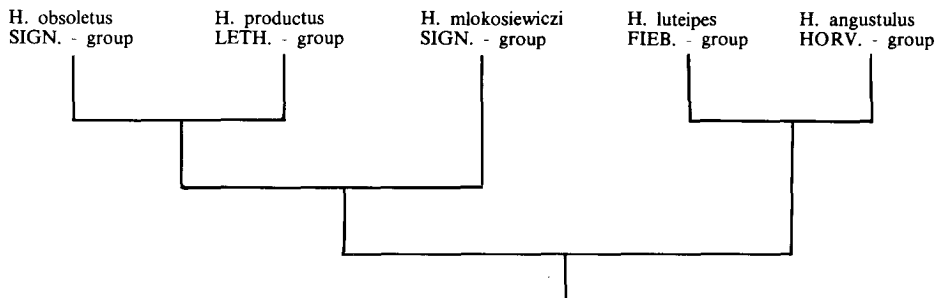 H. obsoletus
SIGN. - group
H. productus
LETH. - group
H. mlokosiewiczi
SIGN. - group
H. luteipes
FIEB. - group
H. angustulus
HORV. - group